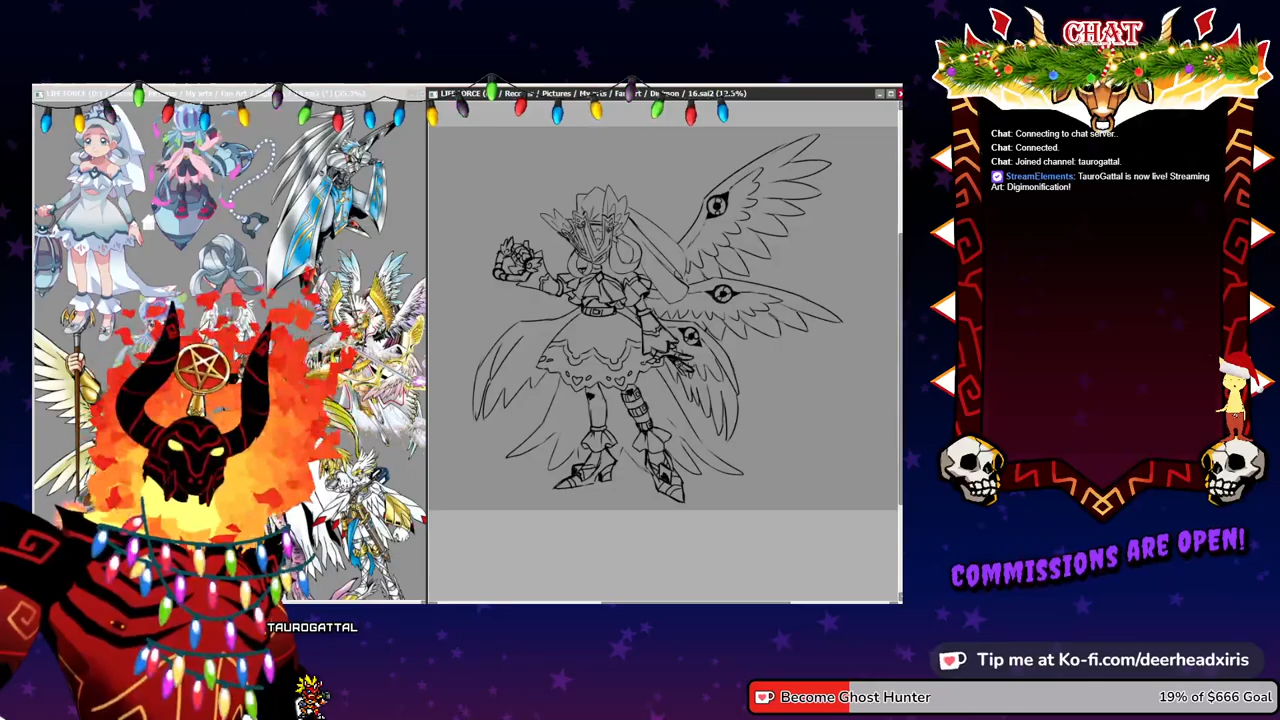 CHAT
Chat: Connecting to chat server..
Chat: Connected.
Chat: Joined channel: taurogattal.
StreamElements: TauroGattal is now live! Streaming
Art: Digimonification!
COMMISSIONS ARE OPEN!
TAUROGATTAL
Tip me at Ko-fi.com/deerheadxiris
Become Ghost Hunter
19% of $666 Goal